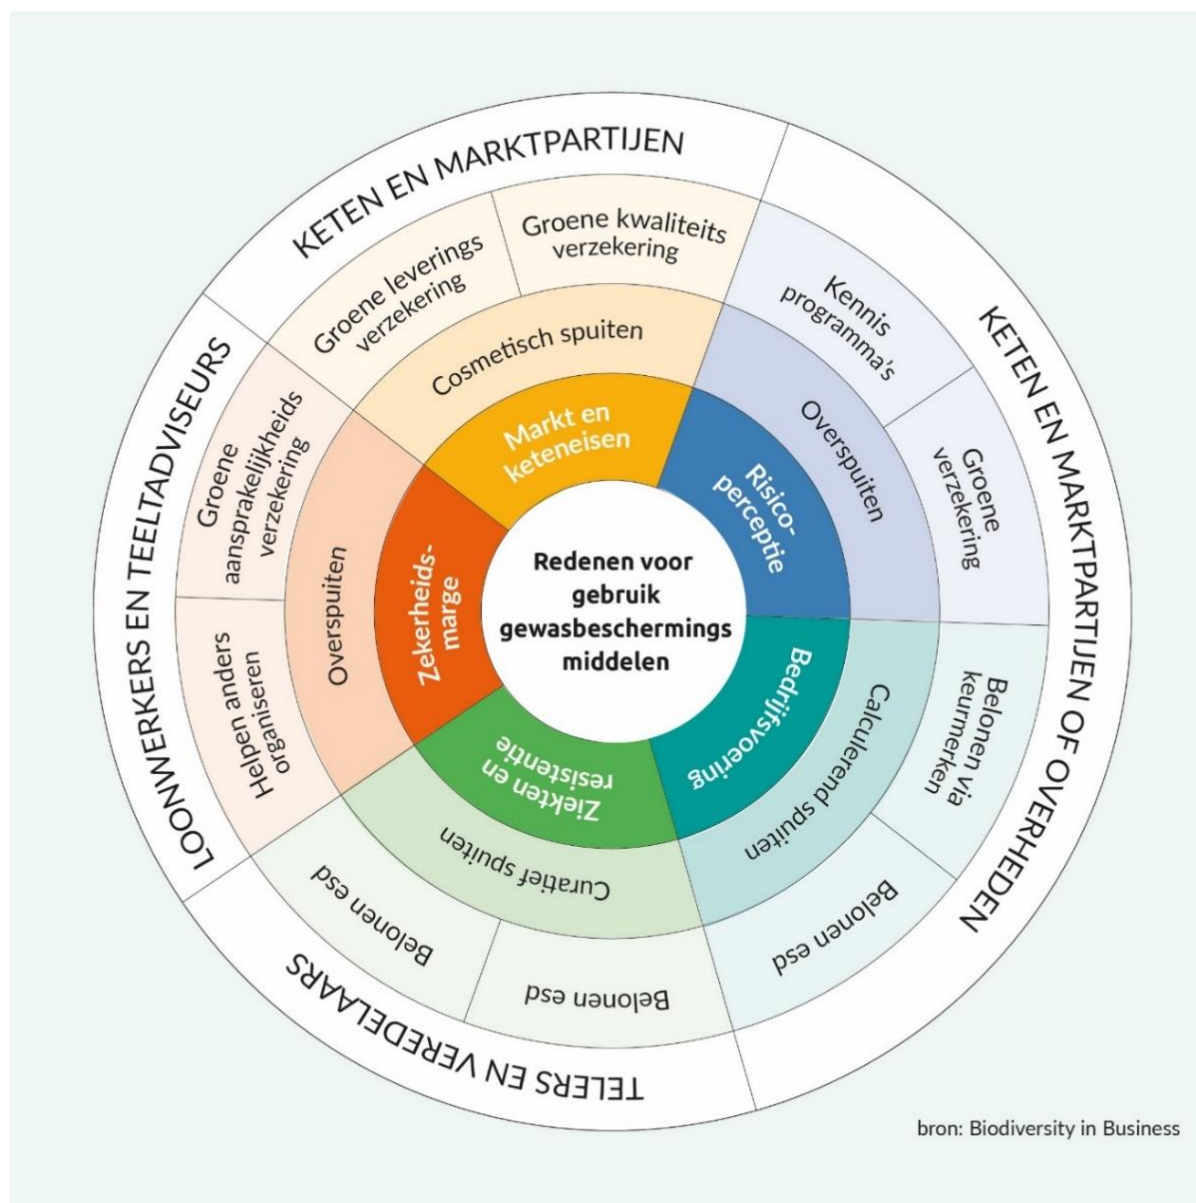 Redenen voor
gebruik
gewasbeschermings
middelen
Markt en
keteneisen
Risico-
perceptie
Bedrijfsvoering
Ziekten en
resistentie
Zekerheids-
marge
Cosmetisch spuiten
Overspuiten
Calculerend spuiten
Curatief spuiten
Overspuiten
Groene leverings
verzekering
Groene kwaliteits
verzekering
Kennis
programma's
Groene
verzekering
Belonen via
keurmerken
Belonen esd
Belonen esd
Belonen esd
Helpen anders
organiseren
Groene
aansprakelijkheids
verzekering
KETEN EN MARKTPARTIJEN
KETEN EN MARKTPARTIJEN OF OVERHEDEN
TELERS EN VEREDELAARS
LOONWERKERS EN TEELTADVISEURS
bron: Biodiversity in Business